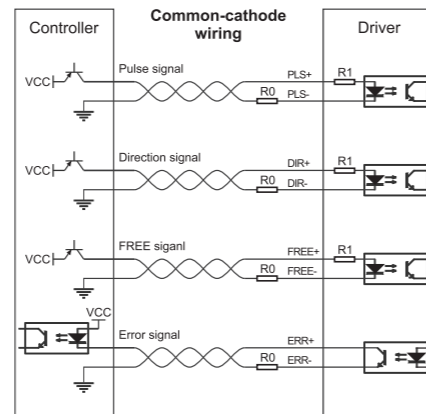 Controller
Common-cathode
wiring
Driver
Pulse signal
VCC
PLS+
R1
R0
PLS-
Direction signal
VCC
DIR+
R1
R0
DIR-
FREE siganl
VCC
FREE+
R1
R0
FREE-
VCC
Error signal
ERR+
R0
ERR-